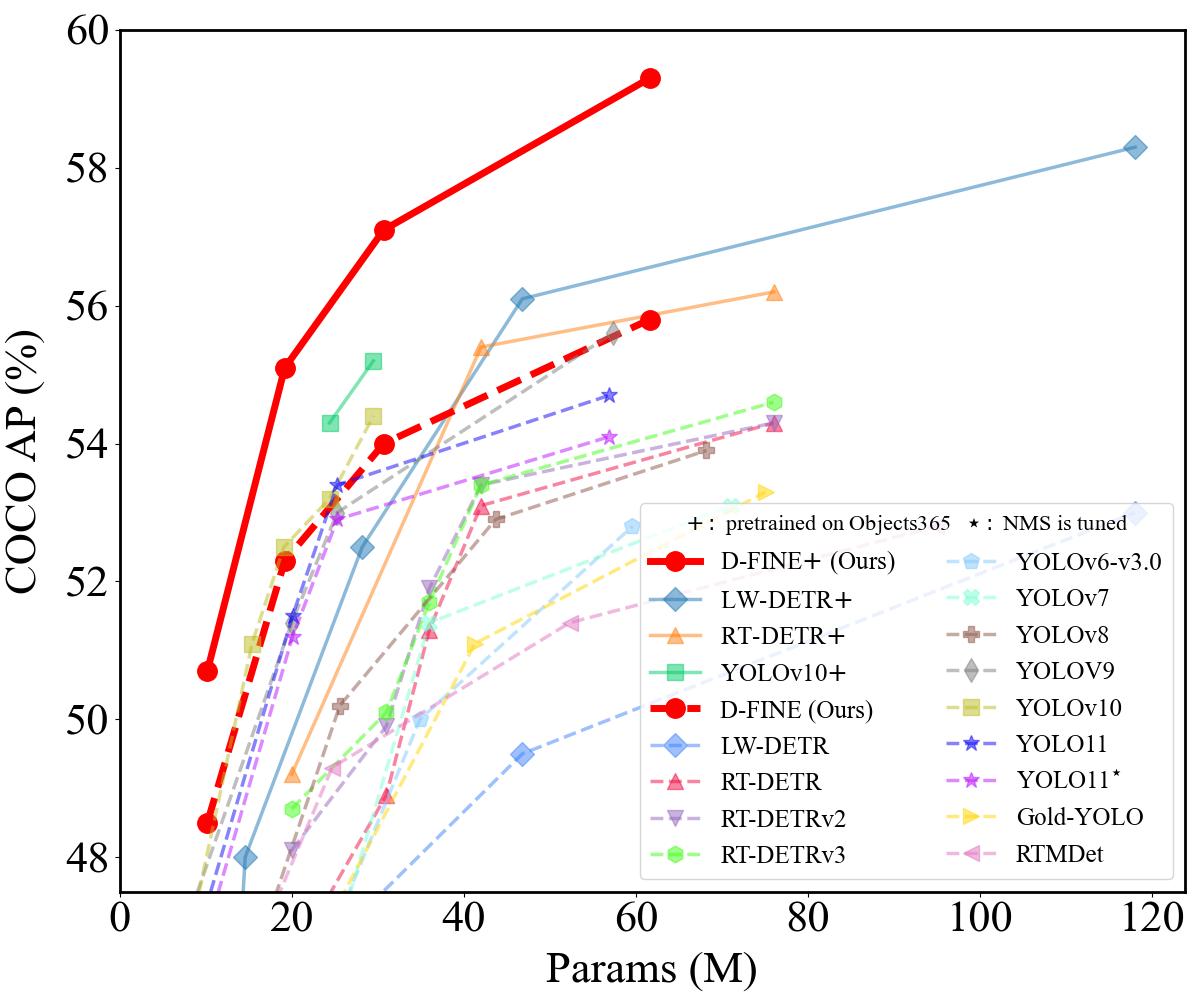 60
58
56
54
52
50
48
COCO AP (%)
+ : pretrained on Objects365 ⋆ : NMS is tuned
D-FINE+ (Ours)
LW-DETR+
RT-DETR+
YOLOv10+
D-FINE (Ours)
LW-DETR
RT-DETR
RT-DETRv2
RT-DETRv3
YOLOv6-v3.0
YOLOv7
YOLOv8
YOLOV9
YOLOv10
YOLO11
YOLO11⋆
Gold-YOLO
RTMDet
0 20 40 60 80 100 120
Params (M)